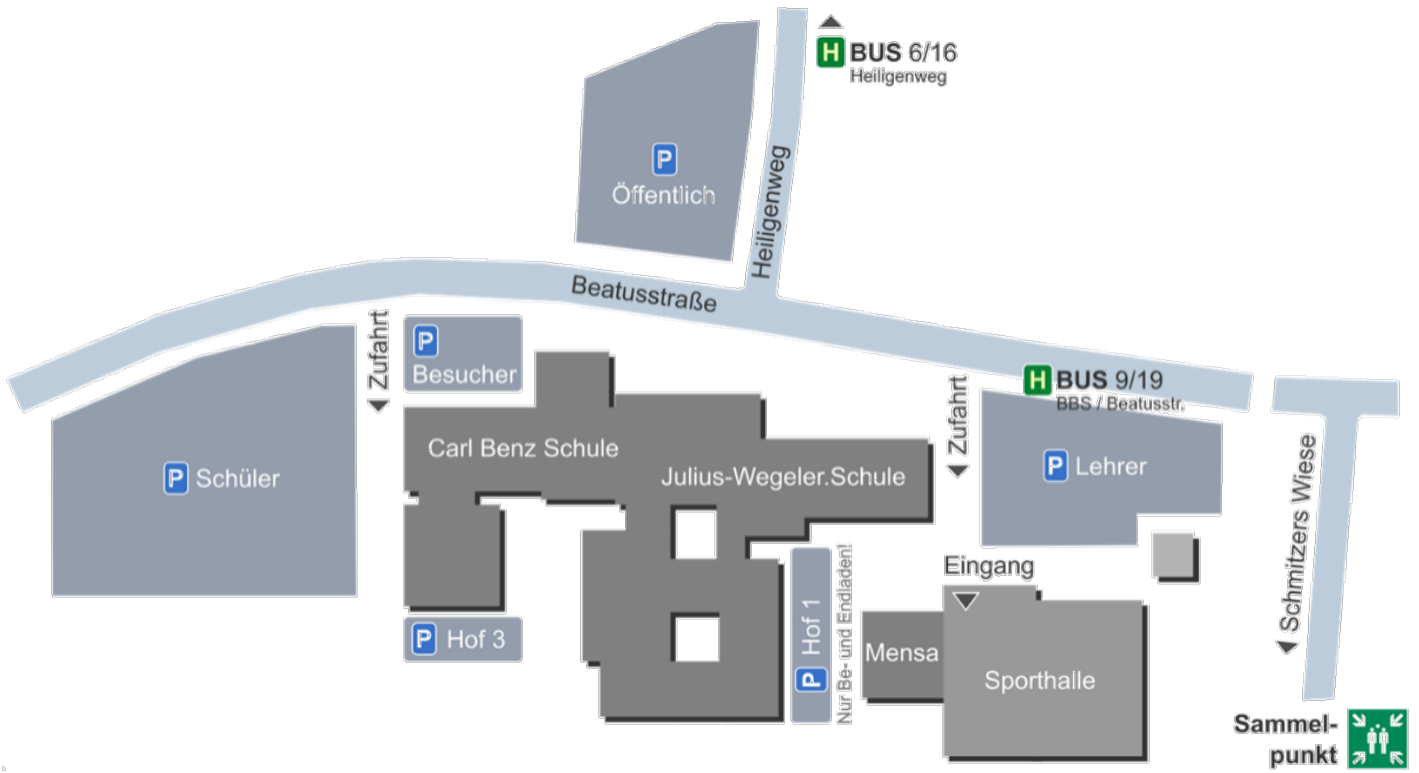 H BUS 6/16
Heiligenweg
P
Öffentlich
Heiligenweg
Beatusstraße
Zufahrt
P
Besucher
H BUS 9/19
BBS / Beatusstr.
Zufahrt
Carl Benz Schule
Julius-Wegeler.Schule
P Lehrer
P Schüler
Schmitzers Wiese
Eingang
P Hof 3
P Hof 1
Nur Be- und Endladen!
Mensa
Sporthalle
Sammel-
punkt